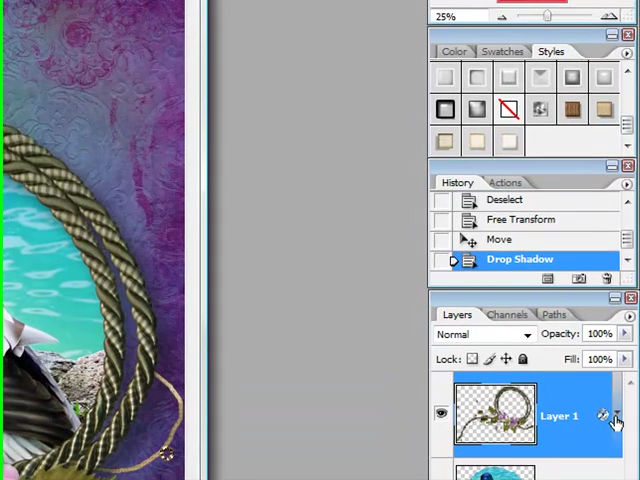 25%
Color Swatches Styles
History Actions
Deselect
Free Transform
Move
Drop Shadow
Layers Channels Paths
Normal Opacity: 100%
Lock: Fill: 100%
Layer 1